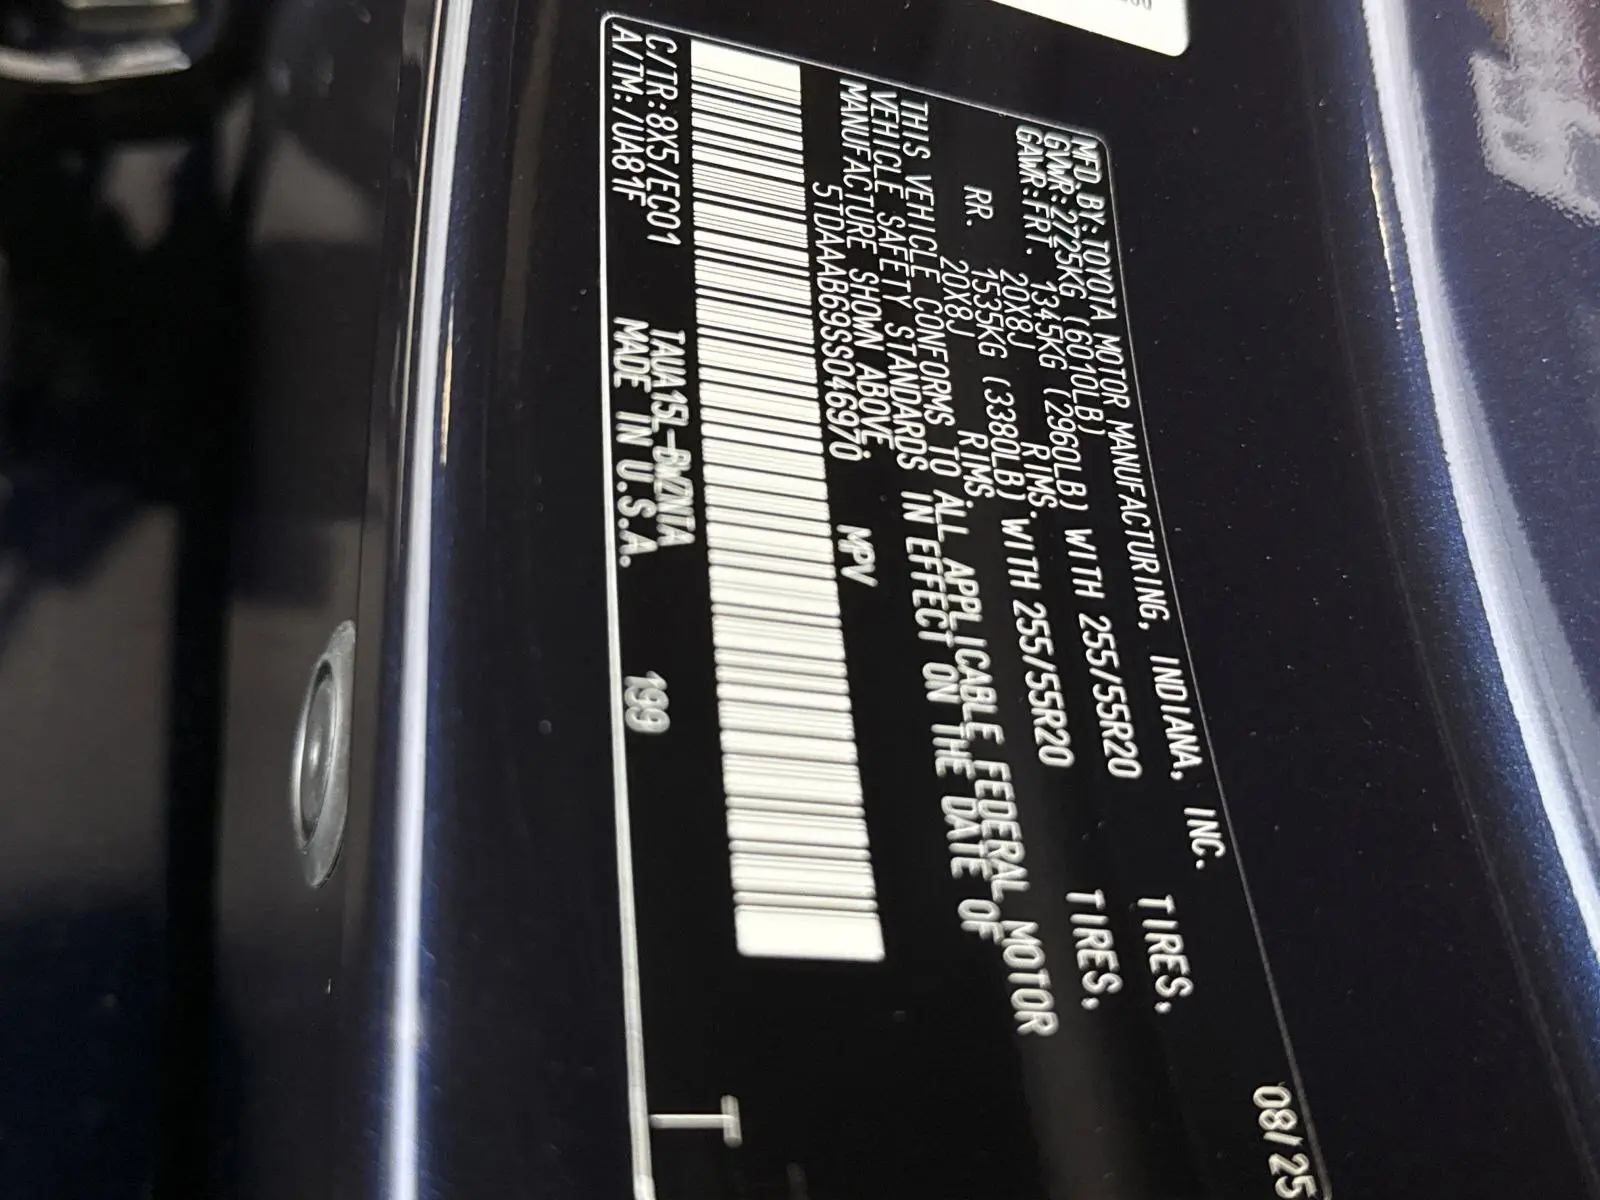 MFD.BY:TOYOTA MOTOR MANUFACTURING, INDIANA, INC. 08/25
GVWR:2725KG (6010LB)
GAWR:FRT. 1345KG (2960LB) WITH 255/55R20 TIRES,
20X8J RIMS.
RR. 1535KG (3380LB) WITH 255/55R20 TIRES,
20X8J RIMS.
THIS VEHICLE CONFORMS TO ALL APPLICABLE FEDERAL MOTOR
VEHICLE SAFETY STANDARDS IN EFFECT ON THE DATE OF
MANUFACTURE SHOWN ABOVE.
5TDAAAB69SS046970 MPV
C/TR:8X5/EC01 TAUA15L-BWZNTA 199
A/TM:/UA81F MADE IN U.S.A.